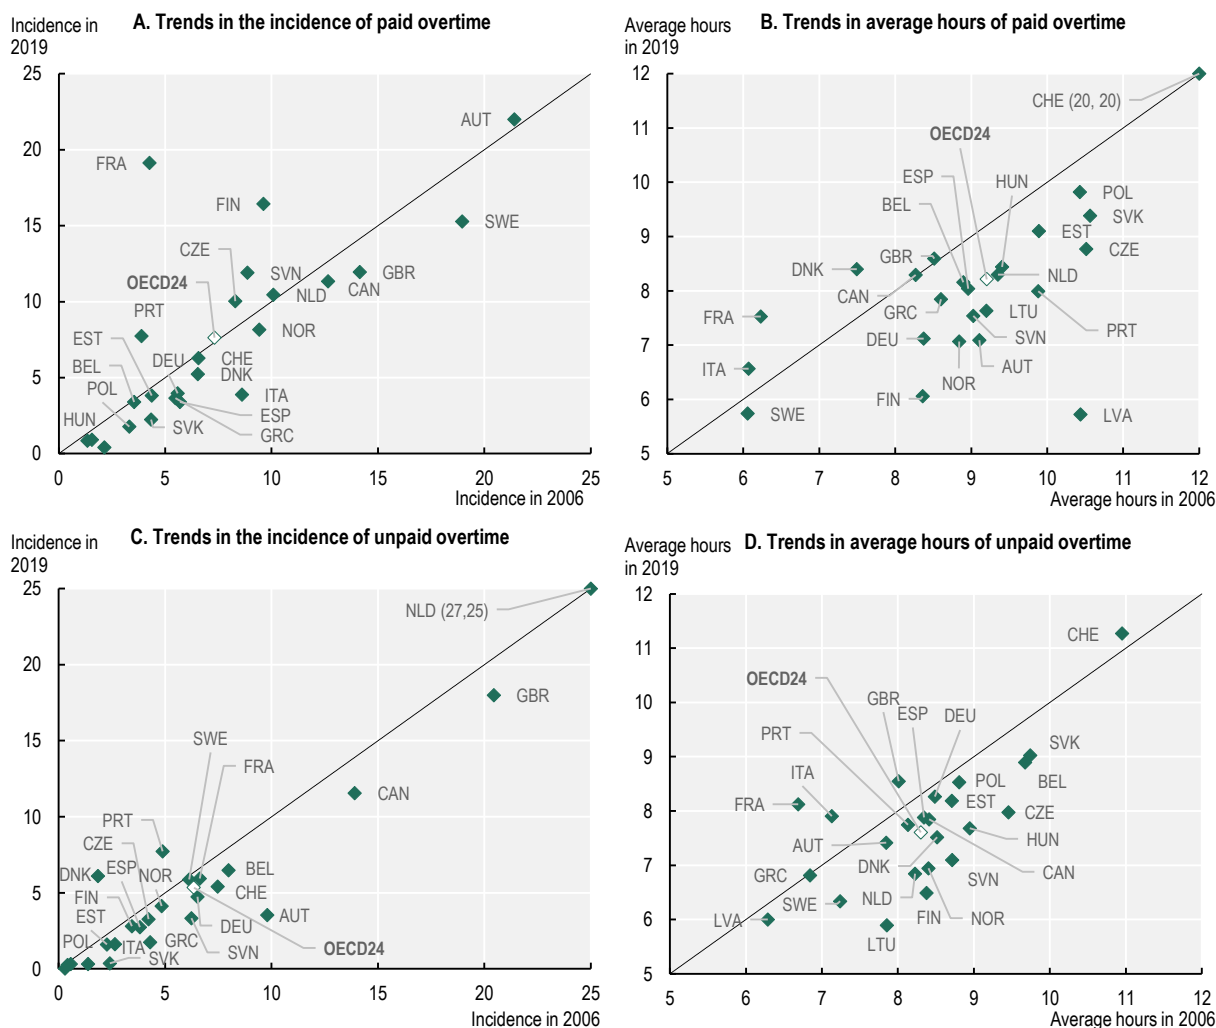 A. Trends in the incidence of paid overtime
Incidence in
2019
25
20
15
10
5
0
AUT
FRA
FIN
SWE
CZE
SVN
GBR
OECD24
CAN
NLD
PRT
NOR
EST
DEU
CHE
BEL
DNK
POL
ITA
ESP
HUN
SVK
GRC
0 5 10 15 20 25
Incidence in 2006
B. Trends in average hours of paid overtime
Average hours
in 2019
12
11
10
9
8
7
6
5
CHE (20, 20)
OECD24
ESP
HUN
POL
BEL
SVK
EST
GBR
CZE
DNK
NLD
CAN
GRC
LTU
FRA
PRT
DEU
SVN
AUT
ITA
NOR
FIN
SWE
LVA
5 6 7 8 9 10 11 12
Average hours in 2006
C. Trends in the incidence of unpaid overtime
Incidence in
2019
25
20
15
10
5
0
NLD (27,25)
GBR
SWE
FRA
CAN
PRT
CZE
DNK
ESP
NOR
BEL
CHE
FIN
EST
AUT
DEU
POL
ITA
GRC
SVN
OECD24
SVK
0 5 10 15 20 25
Incidence in 2006
D. Trends in average hours of unpaid overtime
Average hours
in 2019
12
11
10
9
8
7
6
5
CHE
OECD24
GBR
ESP
DEU
PRT
SVK
ITA
POL
BEL
FRA
EST
CZE
AUT
HUN
DNK
CAN
GRC
SVN
SWE
NLD
LVA
FIN
NOR
LTU
5 6 7 8 9 10 11 12
Average hours in 2006